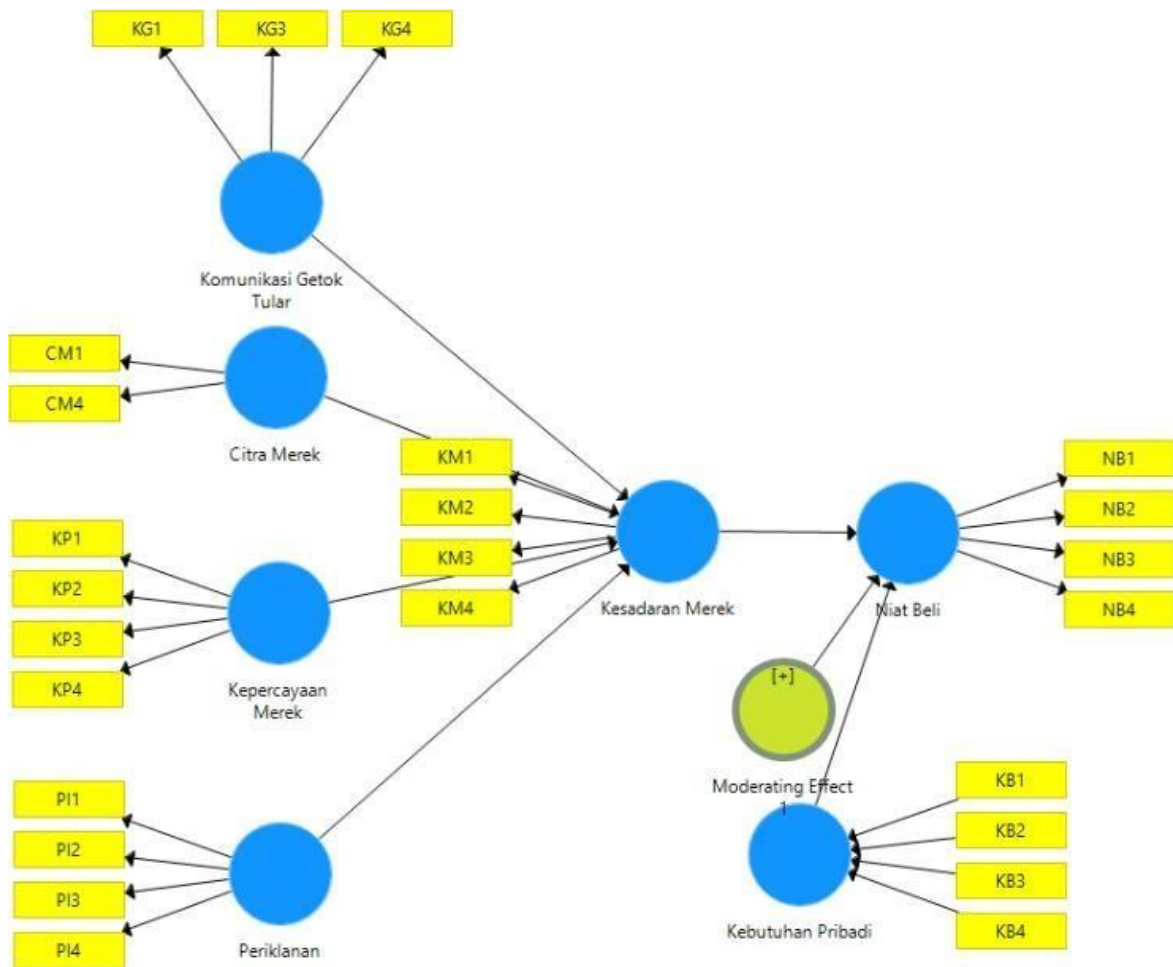 KG1
KG3
KG4
Komunikasi Getok
Tular
CM1
CM4
Citra Merek
KM1
KM2
KM3
KM4
Kesadaran Merek
NB1
NB2
NB3
NB4
Niat Beli
KP1
KP2
KP3
KP4
Kepercayaan
Merek
[+]
Moderating Effect
1
PI1
PI2
PI3
PI4
Periklanan
KB1
KB2
KB3
KB4
Kebutuhan Pribadi